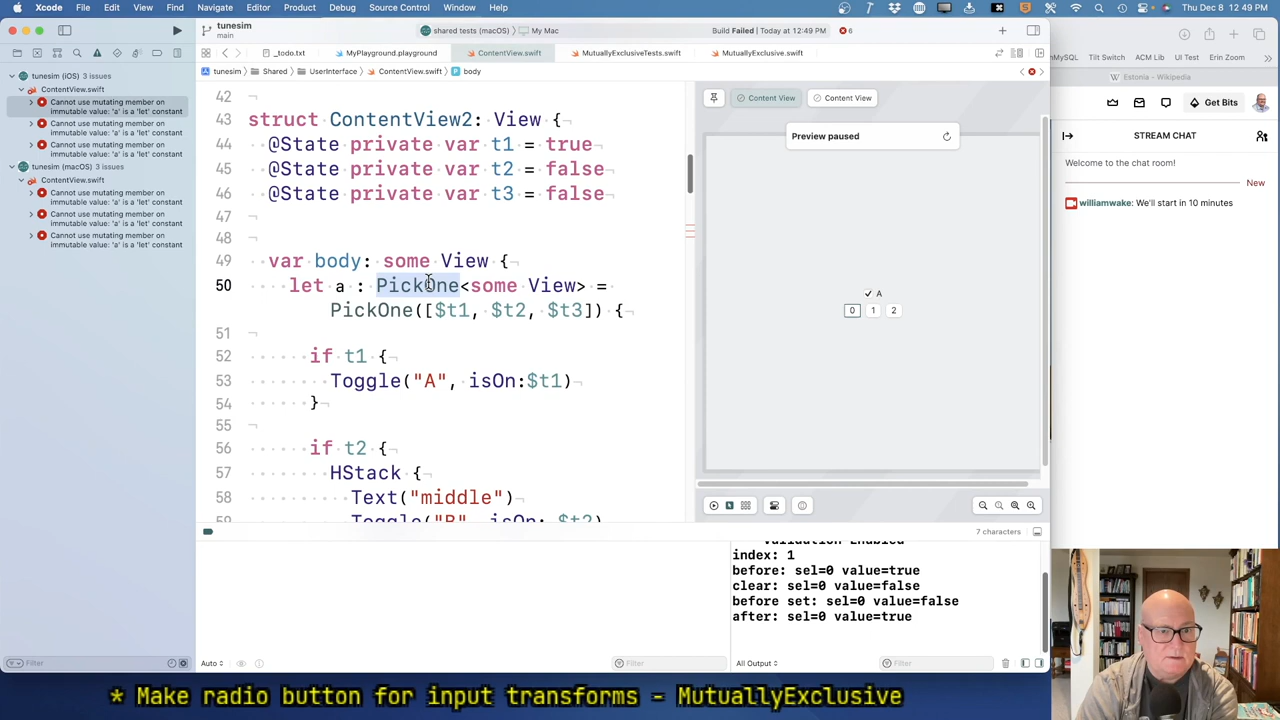 Xcode File Edit View Find Navigate Editor Product Debug Source Control Window Help
tunesim
main
shared tests (macOS) My Mac
Build Failed | Today at 12:49 PM
6
_todo.txt MyPlayground.playground ContentView.swift MutuallyExclusiveTests.swift MutuallyExclusive.swift
tunesim Shared UserInterface ContentView.swift body
tunesim (iOS) 3 issues
ContentView.swift
Cannot use mutating member on
immutable value: 'a' is a 'let' constant
Cannot use mutating member on
immutable value: 'a' is a 'let' constant
Cannot use mutating member on
immutable value: 'a' is a 'let' constant
tunesim (macOS) 3 issues
ContentView.swift
Cannot use mutating member on
immutable value: 'a' is a 'let' constant
Cannot use mutating member on
immutable value: 'a' is a 'let' constant
Cannot use mutating member on
immutable value: 'a' is a 'let' constant
Filter
42
43 struct ContentView2: View {
44 @State private var t1 = true
45 @State private var t2 = false
46 @State private var t3 = false
47
48
49 var body: some View {
50 let a : PickOne<some View> =
PickOne([$t1, $t2, $t3]) {
51
52 if t1 {
53 Toggle("A", isOn:$t1)
54 }
55
56 if t2 {
57 HStack {
58 Text("middle")
59 Toggle("B", isOn: $t2)
Content View Content View
Preview paused
A
0 1 2
7 characters
Validation Enabled
index: 1
before: sel=0 value=true
clear: sel=0 value=false
before set: sel=0 value=false
after: sel=0 value=true
Auto
Filter
All Output
Filter
MySQL Tilt Switch ACM Lib UI Test Erin Zoom
Estonia - Wikipedia
Get Bits
STREAM CHAT
Welcome to the chat room!
New
williamwake: We'll start in 10 minutes
* Make radio button for input transforms - MutuallyExclusive